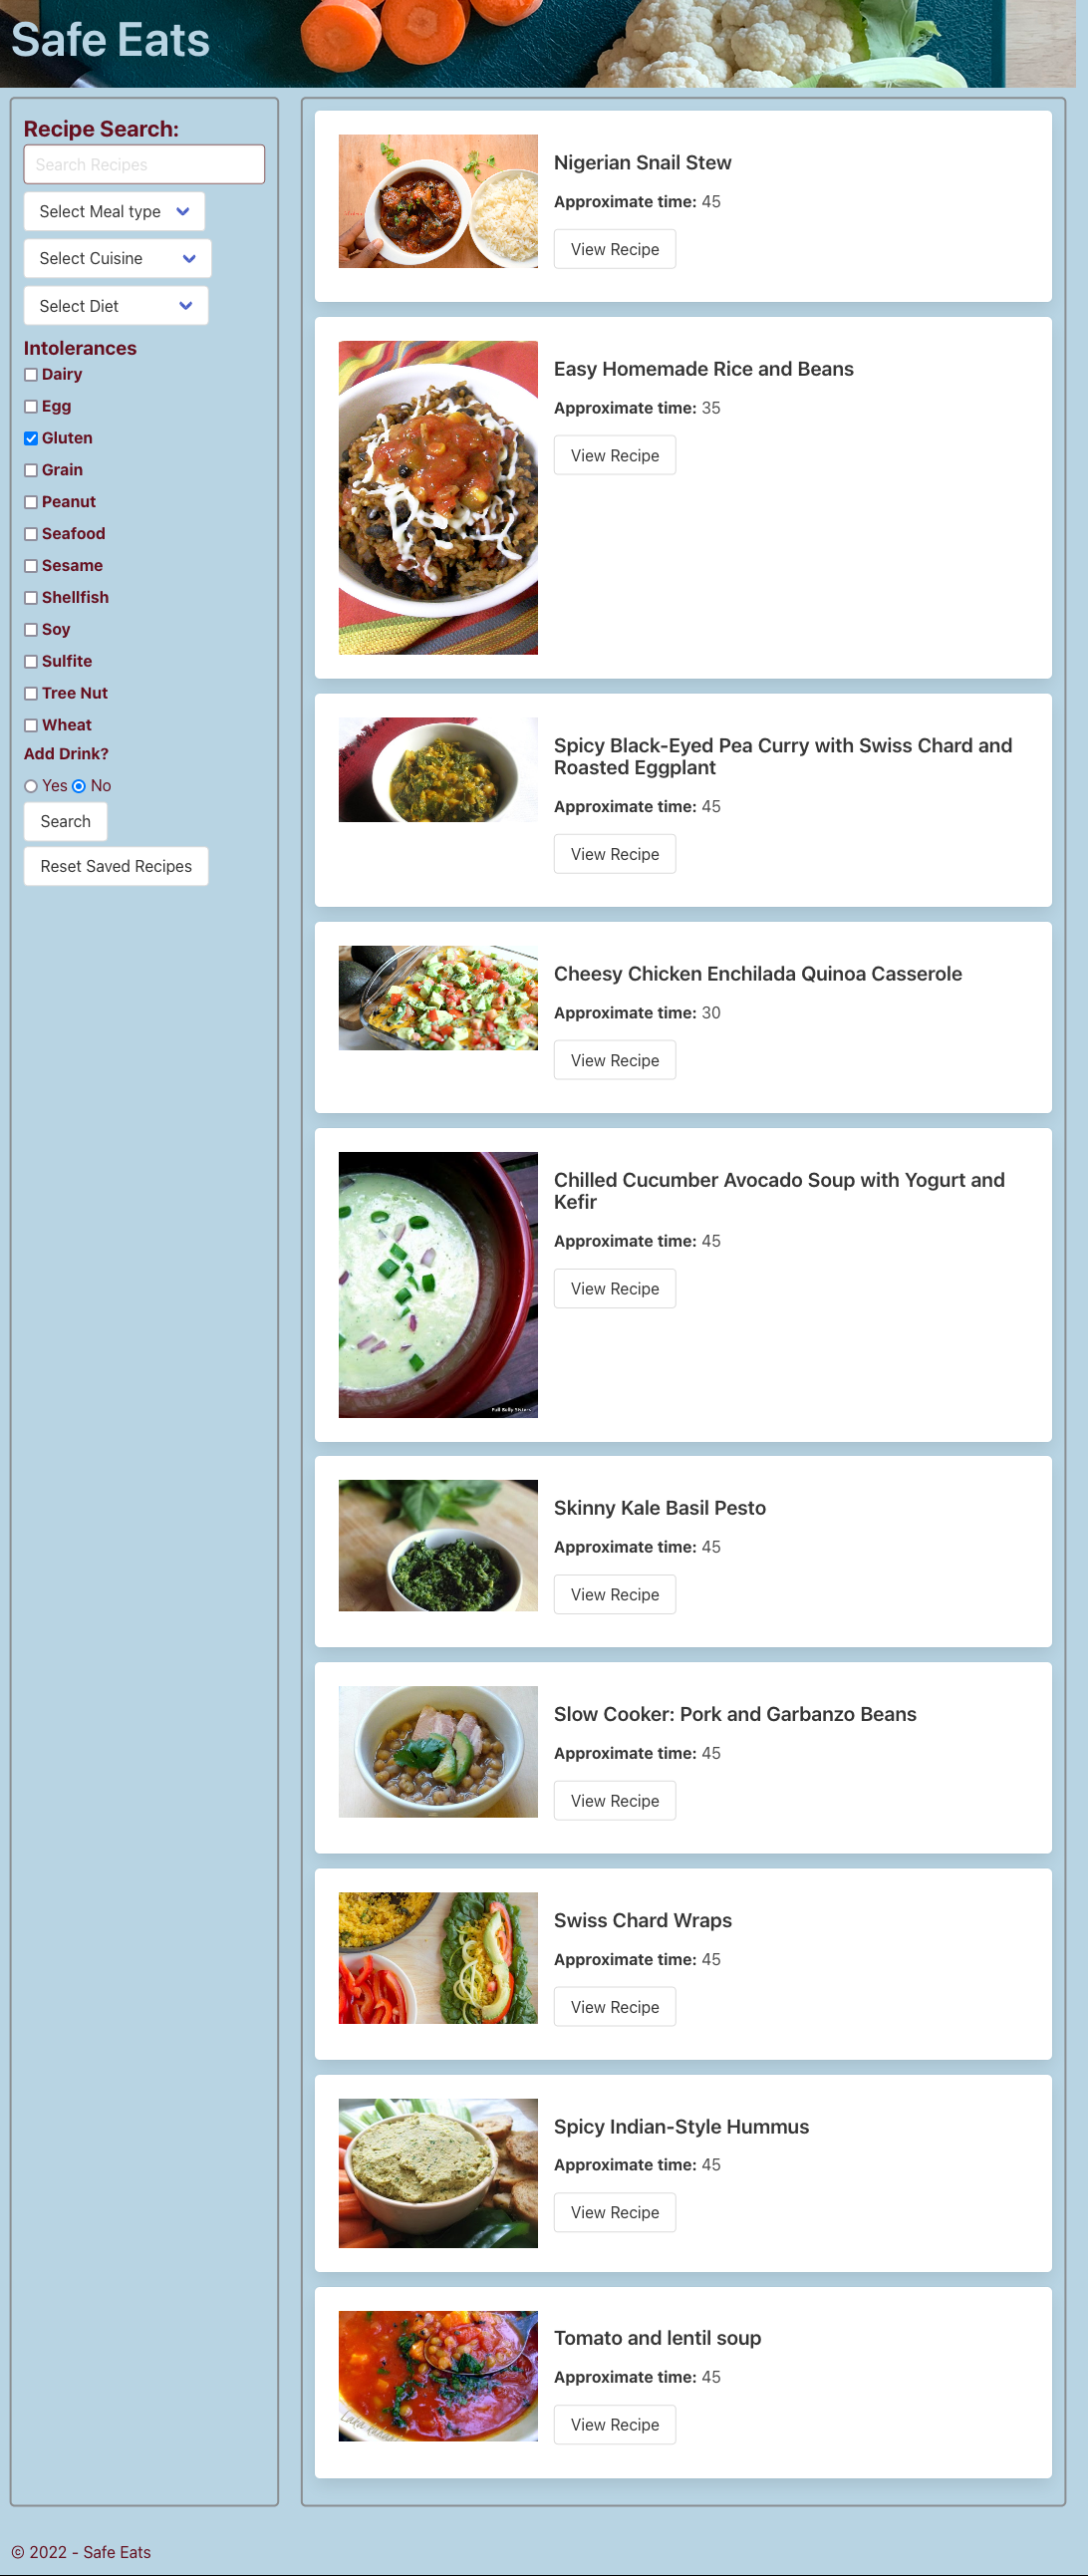 Safe Eats
Recipe Search:
Search Recipes
Select Meal type
Select Cuisine
Select Diet
Intolerances
Dairy
Egg
Gluten
Grain
Peanut
Seafood
Sesame
Shellfish
Soy
Sulfite
Tree Nut
Wheat
Add Drink?
Yes No
Search
Reset Saved Recipes
Nigerian Snail Stew
Approximate time: 45
View Recipe
Easy Homemade Rice and Beans
Approximate time: 35
View Recipe
Spicy Black-Eyed Pea Curry with Swiss Chard and
Roasted Eggplant
Approximate time: 45
View Recipe
Cheesy Chicken Enchilada Quinoa Casserole
Approximate time: 30
View Recipe
Chilled Cucumber Avocado Soup with Yogurt and
Kefir
Approximate time: 45
View Recipe
Full Belly Sisters
Skinny Kale Basil Pesto
Approximate time: 45
View Recipe
Slow Cooker: Pork and Garbanzo Beans
Approximate time: 45
View Recipe
Swiss Chard Wraps
Approximate time: 45
View Recipe
Spicy Indian-Style Hummus
Approximate time: 45
View Recipe
Tomato and lentil soup
Approximate time: 45
View Recipe
© 2022 - Safe Eats